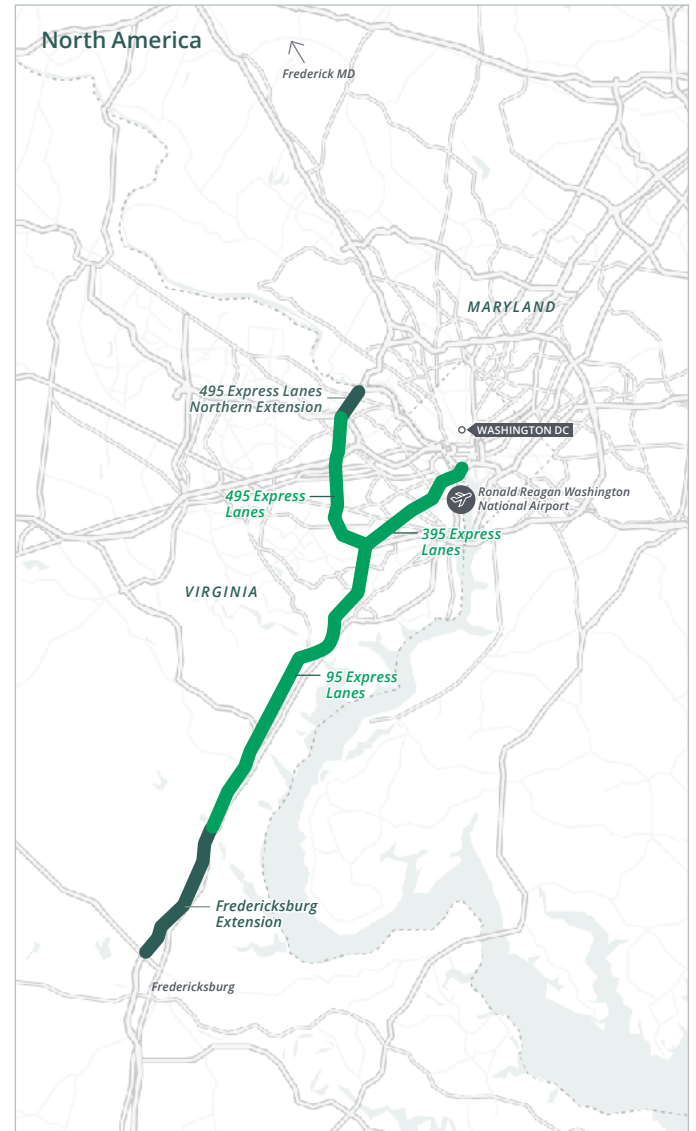 North America
Frederick MD
MARYLAND
495 Express Lanes
Northern Extension
WASHINGTON DC
495 Express
Lanes
Ronald Reagan Washington
National Airport
395 Express
Lanes
VIRGINIA
95 Express
Lanes
Fredericksburg
Extension
Fredericksburg